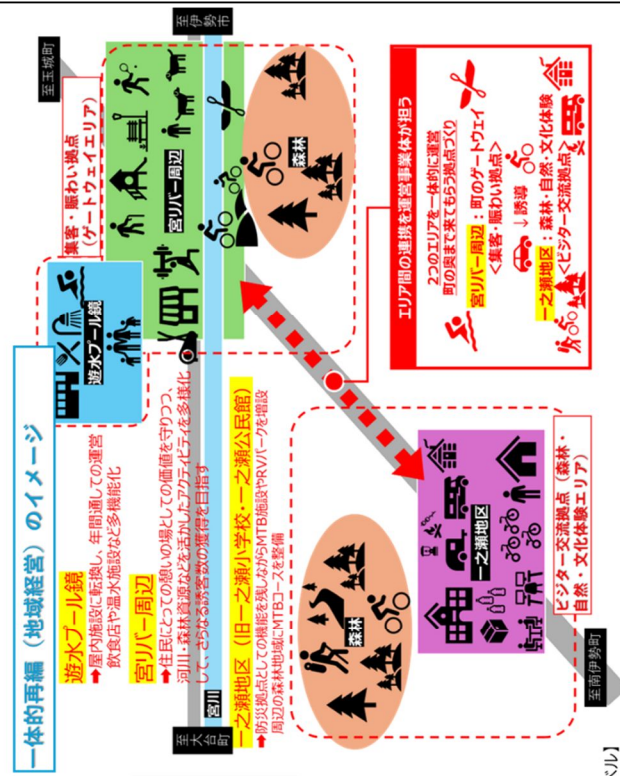 一体的再編（地域経営）のイメージ
遊水プール鏡
➡屋内施設に転換し、年間通しての運営
飲食店や温水施設など多機能化
宮リバー周辺
➡住民にとっての憩いの場としての価値を守りつつ、
河川・森林資源などを活かしたアクティビティを多様化
して、さらなる誘客数の獲得を目指す
一之瀬地区（旧一之瀬小学校・一之瀬公民館）
➡防災拠点としての機能を残しながらMTB施設やRVパークを増設
周辺の森林地域にMTBコースを整備
至玉城町
至伊勢市
集客・賑わい拠点
（ゲートウェイエリア）
遊水プール鏡
宮リバー周辺
森林
宮川
至大台町
エリア間の連携を運営事業体が担う
2つのエリアを一体的に運営
町の奥まで来てもらう拠点づくり
宮リバー周辺：町のゲートウェイ
<集客・賑わい拠点>
↓誘導
一之瀬地区：森林・自然・文化体験
<ビジター交流拠点>
森林
一之瀬地区
ビジター交流拠点（森林・
自然・文化体験エリア）
至南伊勢町